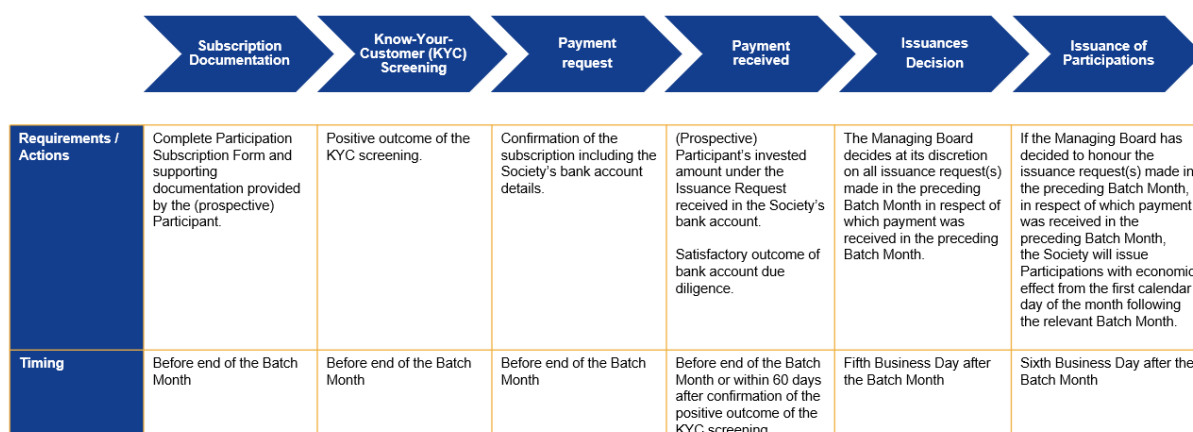 Subscription
Documentation
Know-Your-
Customer (KYC)
Screening
Payment
request
Payment
received
Issuances
Decision
Issuance of
Participations
Requirements /
Actions
Complete Participation
Subscription Form and
supporting
documentation provided
by the (prospective)
Participant.
Positive outcome of the
KYC screening.
Confirmation of the
subscription including the
Society's bank account
details.
(Prospective)
Participant's invested
amount under the
Issuance Request
received in the Society's
bank account.
Satisfactory outcome of
bank account due
diligence.
The Managing Board
decides at its discretion
on all issuance request(s)
made in the preceding
Batch Month in respect of
which payment was
received in the preceding
Batch Month.
If the Managing Board has
decided to honour the
issuance request(s) made in
the preceding Batch Month,
in respect of which payment
was received in the
preceding Batch Month,
the Society will issue
Participations with economic
effect from the first calendar
day of the month following
the relevant Batch Month.
Timing
Before end of the Batch
Month
Before end of the Batch
Month
Before end of the Batch
Month
Before end of the Batch
Month or within 60 days
after confirmation of the
positive outcome of the
KYC screening
Fifth Business Day after
the Batch Month
Sixth Business Day after the
Batch Month